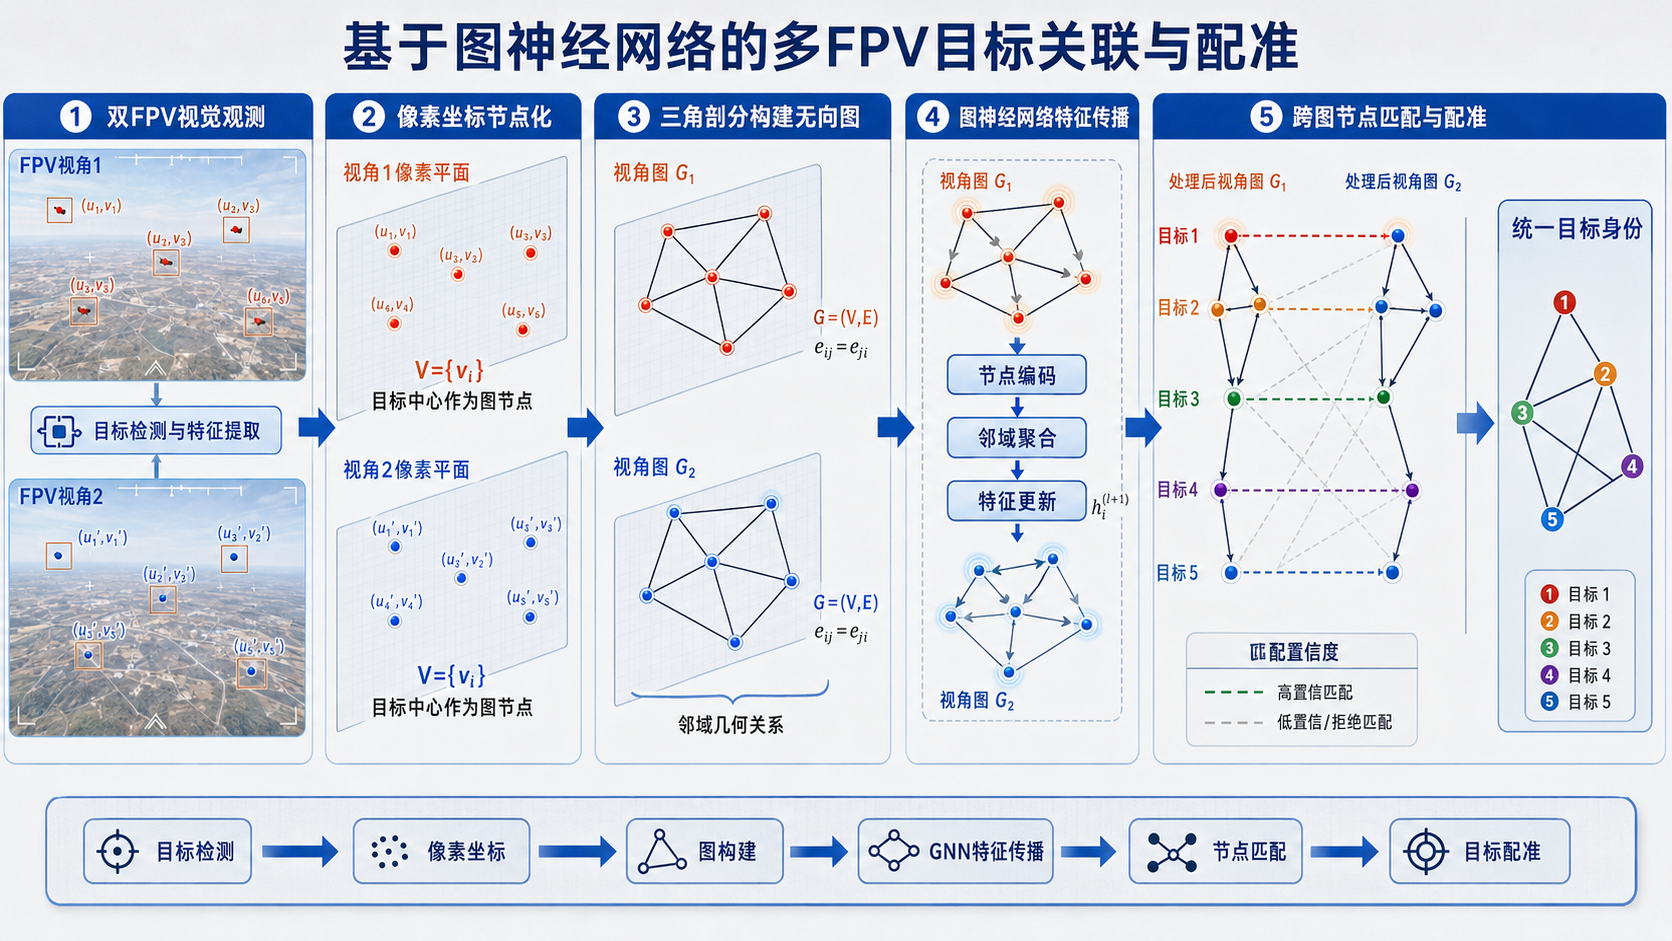 基于图神经网络的多FPV目标关联与配准
1 双FPV视觉观测
FPV视角1
(u₁,v₁)
(u₂,v₃)
(u₂,v₃)
(u₃,v₃)
(u₆,v₅)
目标检测与特征提取
FPV视角2
(u₁′,v₁′)
(u₃′,v₂′)
(u₂′,v₂′)
(u₃′,v₅′)
(u₅′,v₅′)
2 像素坐标节点化
视角1像素平面
(u₁,v₁)
(u₃,v₃)
(u₃,v₂)
(u₄,v₄)
(u₅,v₆)
V={vᵢ}
目标中心作为图节点
视角2像素平面
(u₁′,v₁′)
(u₃′,v₃′)
(u₃′,v₂′)
(u₄′,v₄′)
(u₅′,v₅′)
V={vᵢ}
目标中心作为图节点
3 三角剖分构建无向图
视角图 G₁
G=(V,E)
eᵢⱼ=eⱼᵢ
视角图 G₂
G=(V,E)
eᵢⱼ=eⱼᵢ
邻域几何关系
4 图神经网络特征传播
视角图 G₁
节点编码
邻域聚合
特征更新
hᵢ⁽ˡ⁺¹⁾
视角图 G₂
5 跨图节点匹配与配准
处理后视角图 G₁
处理后视角图 G₂
目标1
目标2
目标3
目标4
目标5
匹配置信度
高置信匹配
低置信/拒绝匹配
统一目标身份
1
2
3
4
5
1 目标 1
2 目标 2
3 目标 3
4 目标 4
5 目标 5
目标检测
像素坐标
图构建
GNN特征传播
节点匹配
目标配准